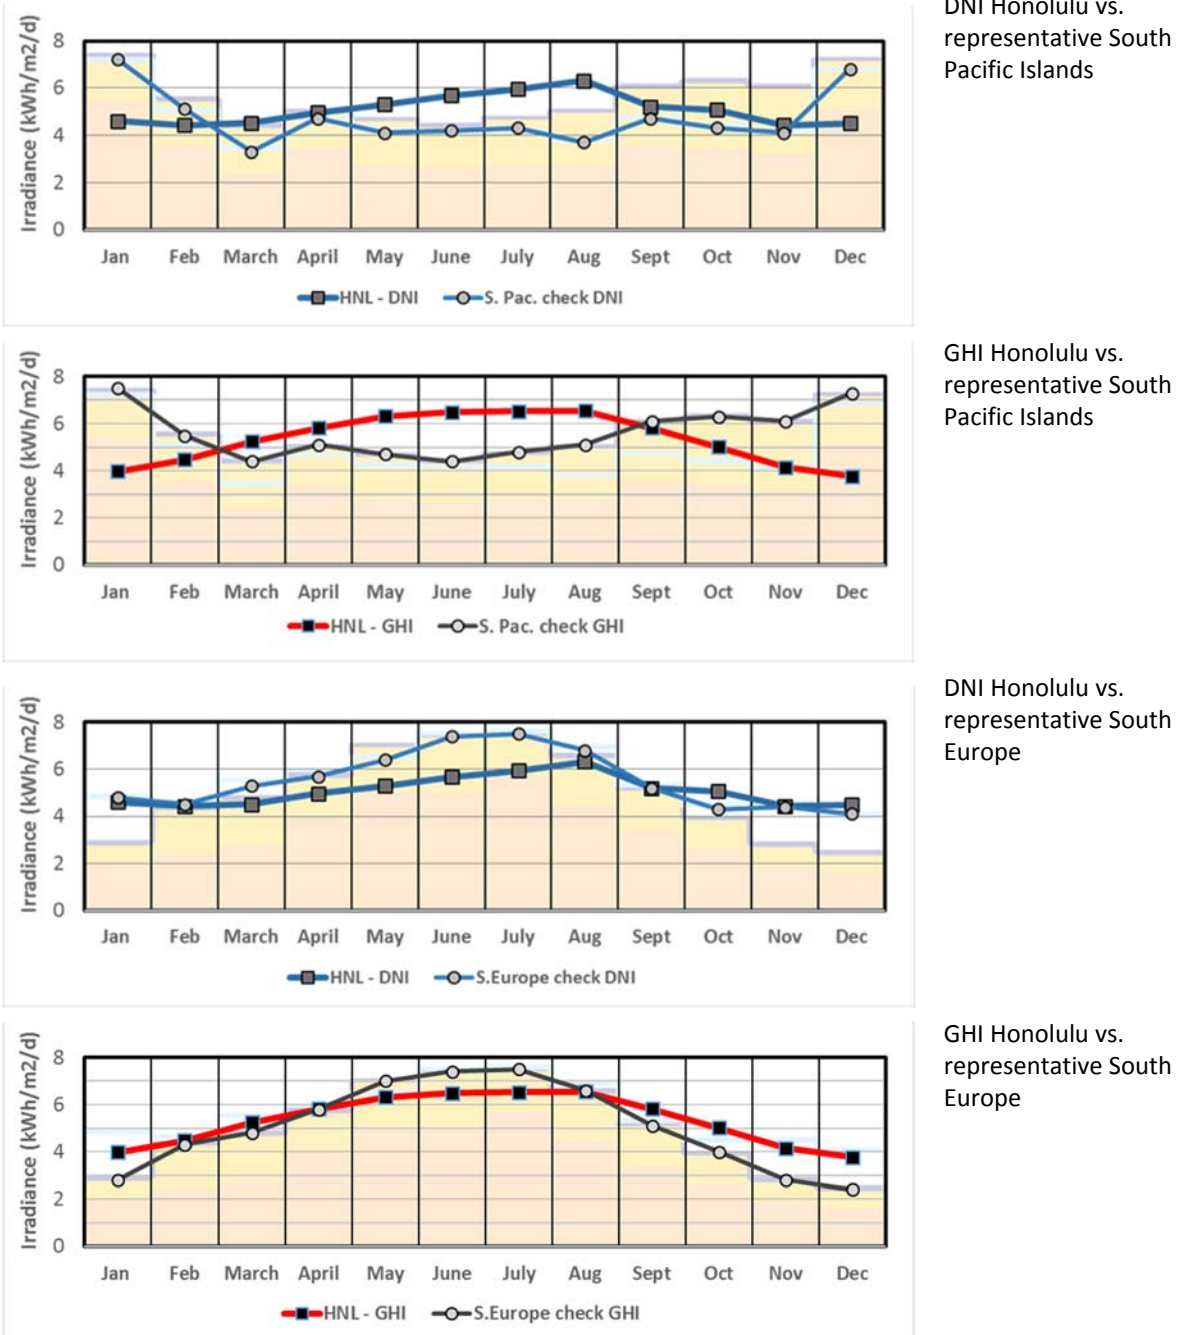 DNI Honolulu vs.
representative South
Pacific Islands
Irradiance (kWh/m2/d)
8
6
4
2
0
Jan Feb March April May June July Aug Sept Oct Nov Dec
HNL - DNI S. Pac. check DNI
GHI Honolulu vs.
representative South
Pacific Islands
Irradiance (kWh/m2/d)
8
6
4
2
0
Jan Feb March April May June July Aug Sept Oct Nov Dec
HNL - GHI S. Pac. check GHI
DNI Honolulu vs.
representative South
Europe
Irradiance (kWh/m2/d)
8
6
4
2
0
Jan Feb March April May June July Aug Sept Oct Nov Dec
HNL - DNI S.Europe check DNI
GHI Honolulu vs.
representative South
Europe
Irradiance (kWh/m2/d)
8
6
4
2
0
Jan Feb March April May June July Aug Sept Oct Nov Dec
HNL - GHI S.Europe check GHI